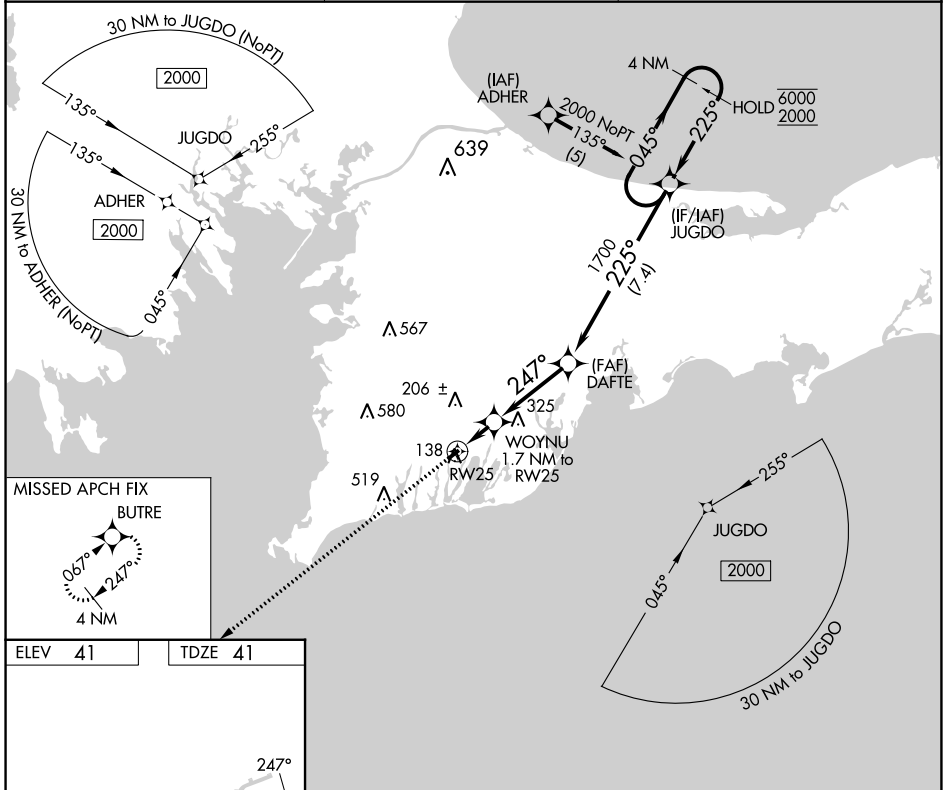 30 NM to JUGDO (NoPT)
2000
135°
JUGDO
255°
135°
ADHER
2000
30 NM to ADHER (NoPT)
045°
639
(IAF)
ADHER
2000 NoPT
135°
(5)
4 NM
HOLD 6000
2000
045°
225°
(IF/IAF)
JUGDO
1700
225°
(7.4)
567
(FAF)
DAFTE
247°
206 ±
580
325
WOYNU
1.7 NM to
RW25
138
RW25
519
MISSED APCH FIX
BUTRE
067°
247°
4 NM
255°
JUGDO
2000
045°
30 NM to JUGDO
ELEV 41
TDZE 41
247°